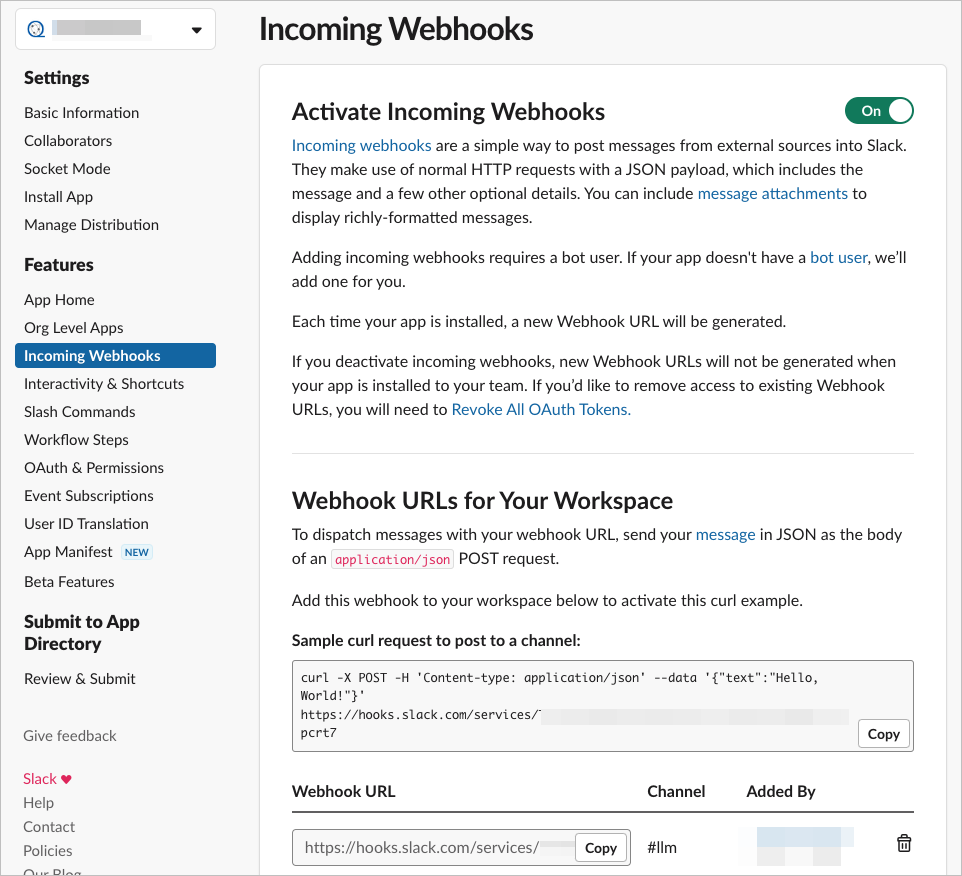 Incoming Webhooks
Settings
Basic Information
Collaborators
Socket Mode
Install App
Manage Distribution
Features
App Home
Org Level Apps
Incoming Webhooks
Interactivity & Shortcuts
Slash Commands
Workflow Steps
OAuth & Permissions
Event Subscriptions
User ID Translation
App Manifest NEW
Beta Features
Submit to App
Directory
Review & Submit
Give feedback
Slack ♥
Help
Contact
Policies
Our Blog
Activate Incoming Webhooks
On
Incoming webhooks are a simple way to post messages from external sources into Slack.
They make use of normal HTTP requests with a JSON payload, which includes the
message and a few other optional details. You can include message attachments to
display richly-formatted messages.
Adding incoming webhooks requires a bot user. If your app doesn't have a bot user, we’ll
add one for you.
Each time your app is installed, a new Webhook URL will be generated.
If you deactivate incoming webhooks, new Webhook URLs will not be generated when
your app is installed to your team. If you’d like to remove access to existing Webhook
URLs, you will need to Revoke All OAuth Tokens.
Webhook URLs for Your Workspace
To dispatch messages with your webhook URL, send your message in JSON as the body
of an application/json POST request.
Add this webhook to your workspace below to activate this curl example.
Sample curl request to post to a channel:
curl -X POST -H 'Content-type: application/json' --data '{"text":"Hello,
World!"}'
https://hooks.slack.com/services/
pcrt7
Copy
Webhook URL Channel Added By
https://hooks.slack.com/services/ Copy #llm